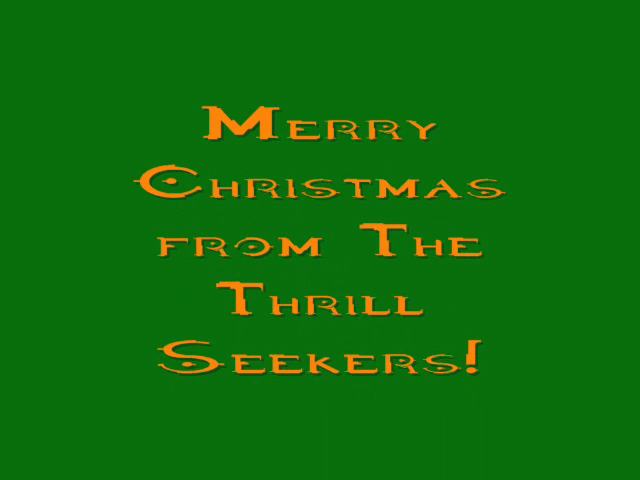 Merry
Christmas
from The
Thrill
Seekers!